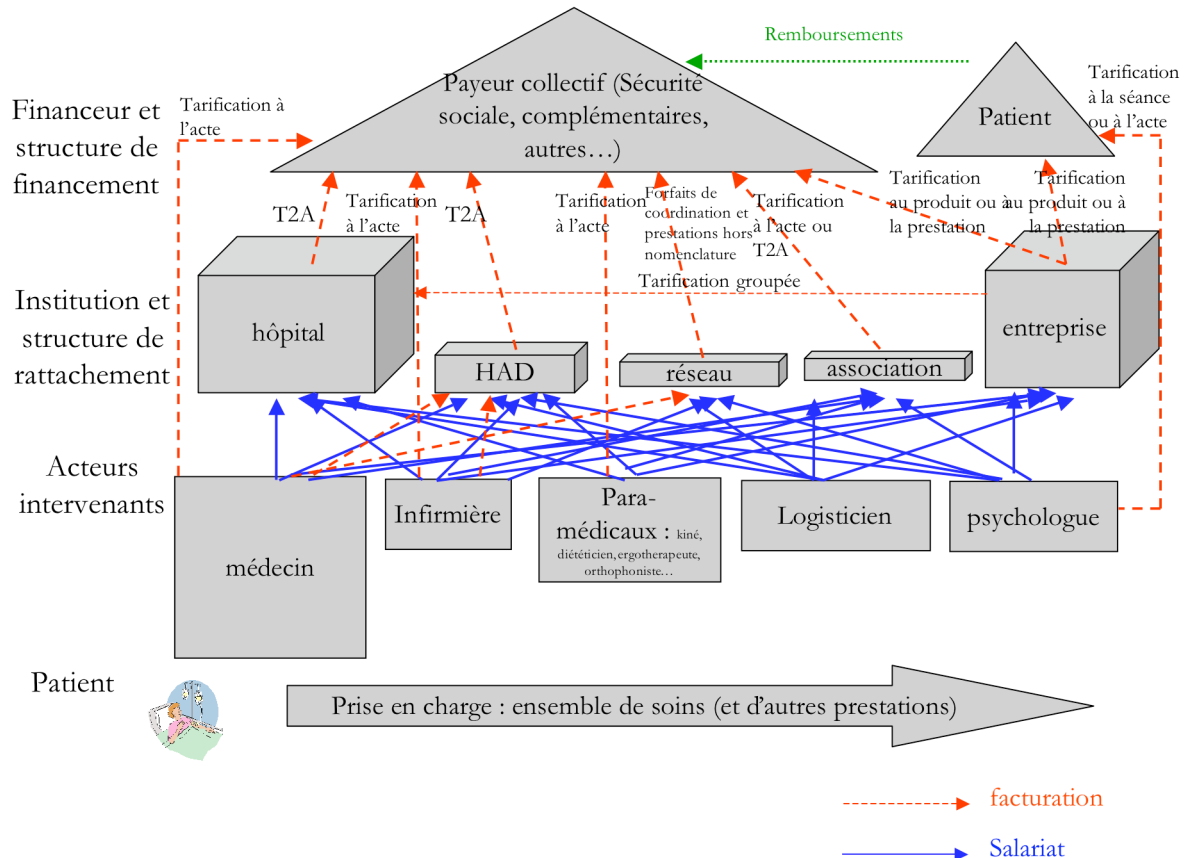 Remboursements
Payeur collectif (Sécurité
sociale, complémentaires,
autres…)
Patient
Tarification
à la séance
ou à l'acte
Financeur et
structure de
financement
Tarification à
l'acte
T2A
Tarification
à l'acte
T2A
Tarification
à l'acte
Forfaits de
coordination et
prestations hors
nomenclature
Tarification
à l'acte ou
T2A
Tarification
au produit ou à
la prestation
Tarification
au produit ou à
la prestation
Tarification groupée
Institution et
structure de
rattachement
hôpital
HAD
réseau
association
entreprise
Acteurs
intervenants
médecin
Infirmière
Para-
médicaux : kiné,
diététicien,ergotherapeute,
orthophoniste…
Logisticien
psychologue
Patient
Prise en charge : ensemble de soins (et d'autres prestations)
facturation
Salariat